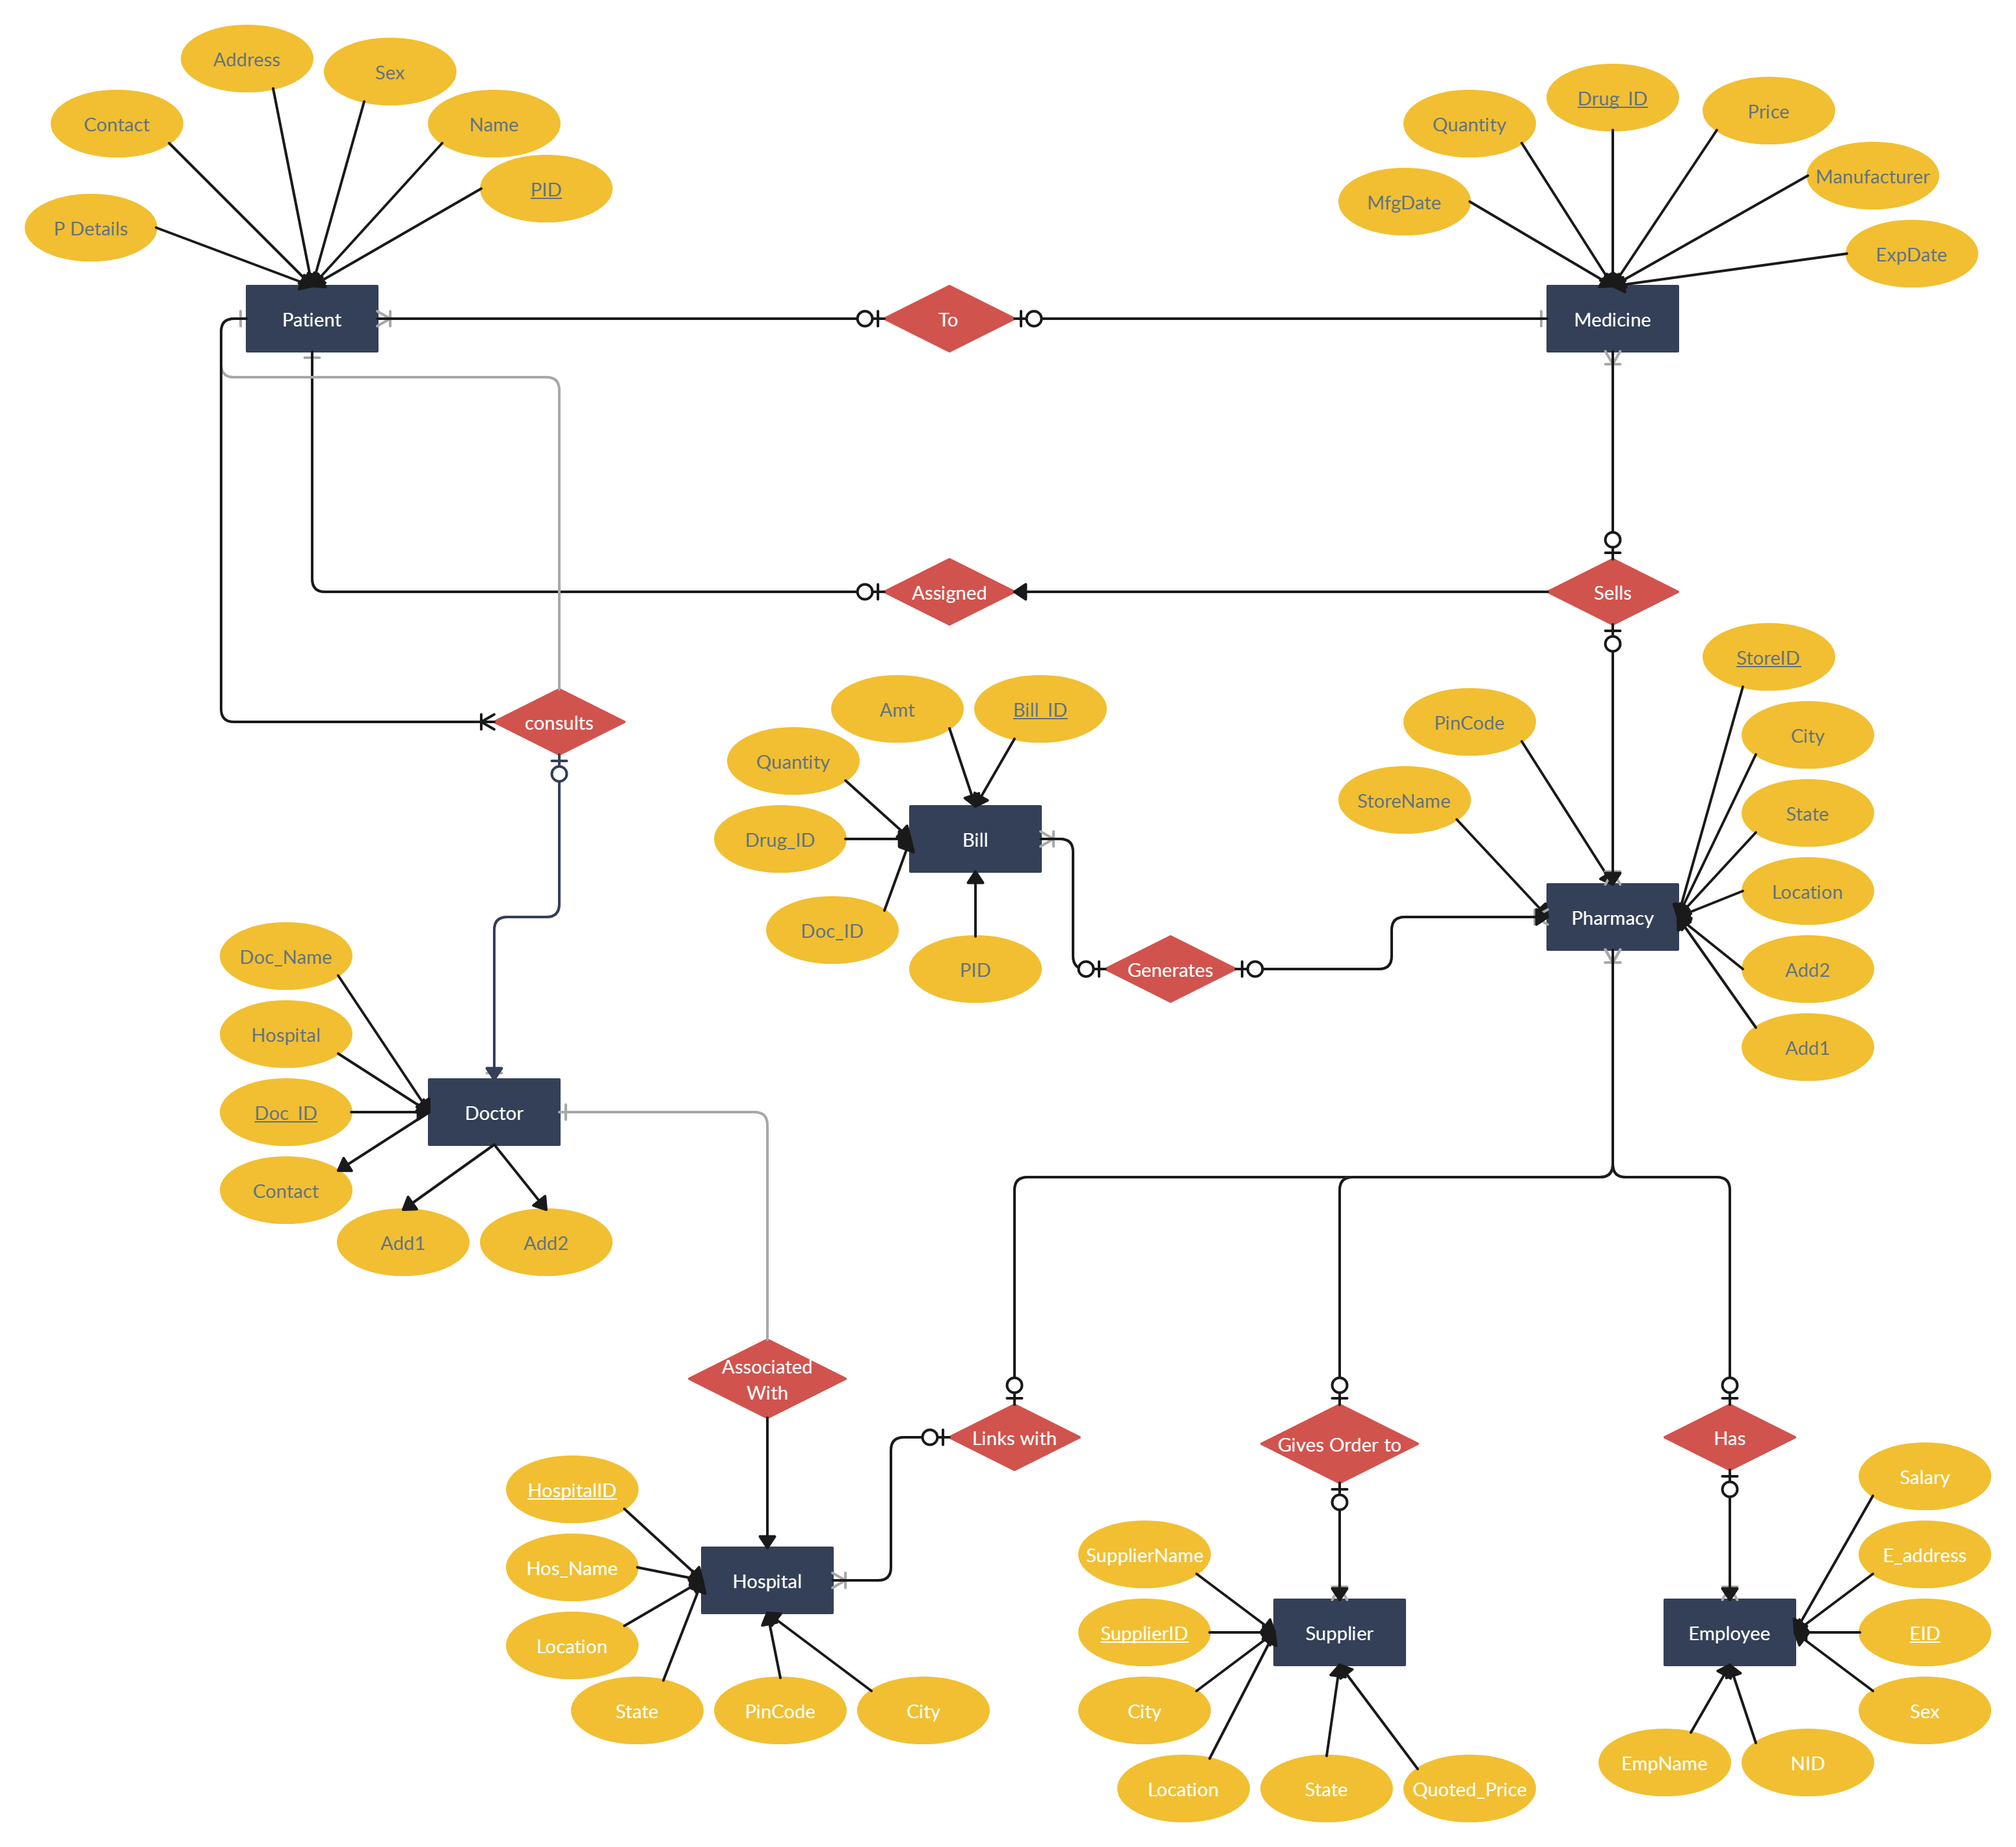 Address
Sex
Contact
Name
PID
P Details
Patient
Drug_ID
Quantity
Price
MfgDate
Manufacturer
ExpDate
To
Medicine
Assigned
Sells
consults
Amt
Bill_ID
Quantity
Drug_ID
Bill
Doc_ID
PID
Generates
StoreID
PinCode
City
StoreName
State
Location
Pharmacy
Add2
Add1
Doc_Name
Hospital
Doc_ID
Doctor
Contact
Add1
Add2
Associated
With
Links with
Gives Order to
Has
HospitalID
Hos_Name
Hospital
Location
State
PinCode
City
SupplierName
SupplierID
Supplier
City
Location
State
Quoted_Price
Salary
E_address
Employee
EID
Sex
EmpName
NID